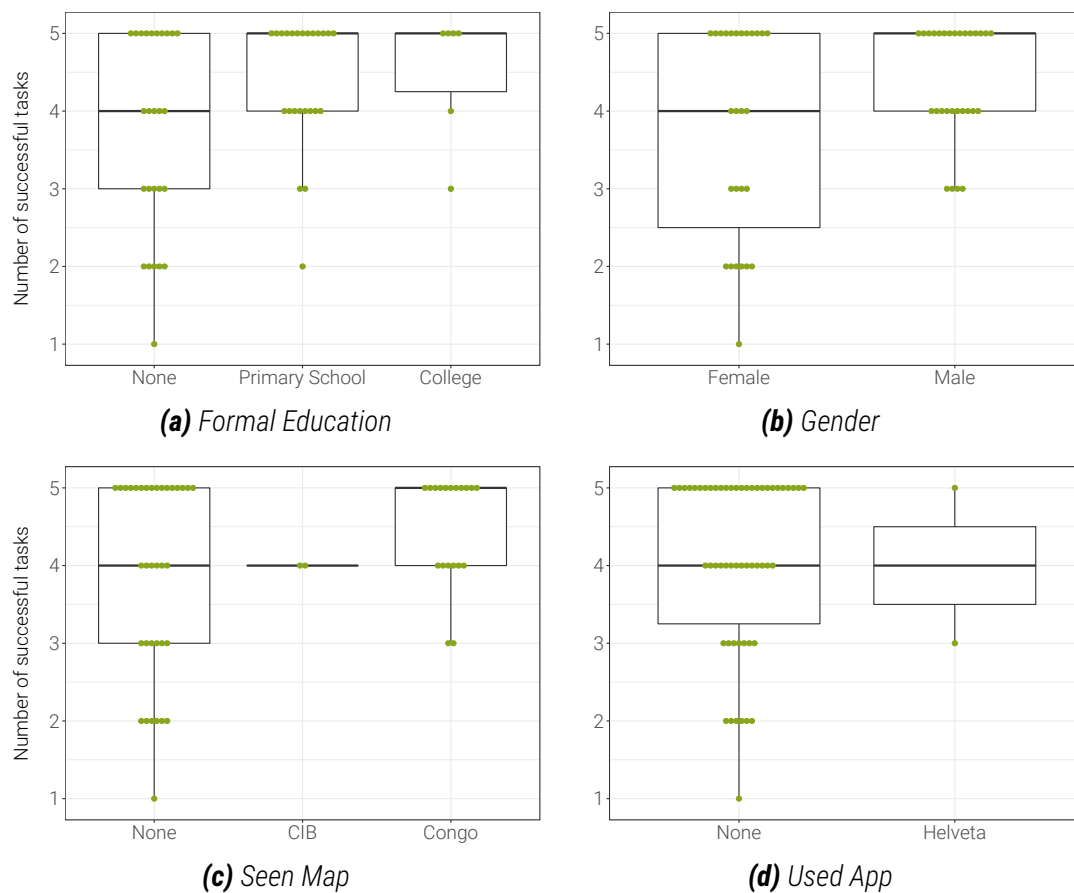 Number of successful tasks
5
4
3
2
1
None Primary School College
(a) Formal Education
5
4
3
2
1
Female Male
(b) Gender
Number of successful tasks
5
4
3
2
1
None CIB Congo
(c) Seen Map
5
4
3
2
1
None Helveta
(d) Used App